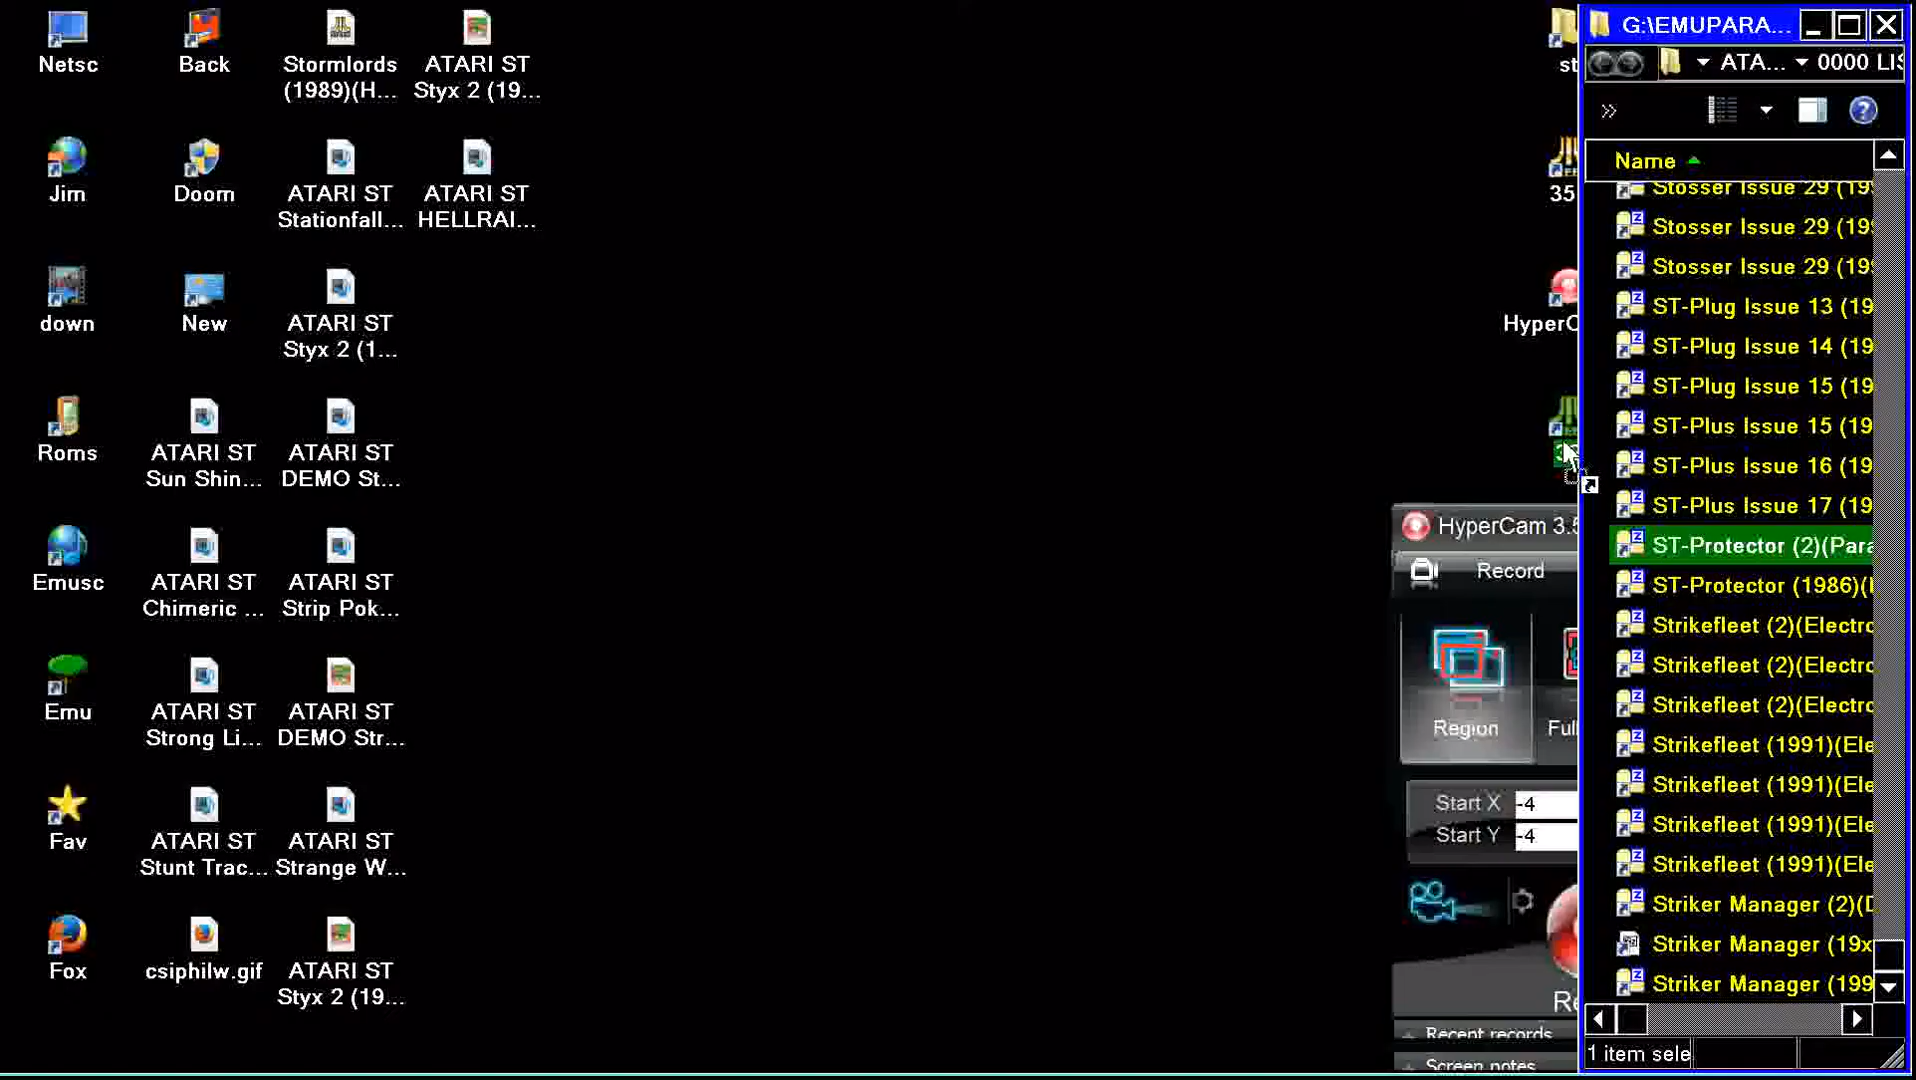 Netsc
Back
Stormlords
(1989)(H...
ATARI ST
Styx 2 (19...
Jim
Doom
ATARI ST
Stationfall...
ATARI ST
HELLRAI...
down
New
ATARI ST
Styx 2 (1...
Roms
ATARI ST
Sun Shin...
ATARI ST
DEMO St...
Emusc
ATARI ST
Chimeric ...
ATARI ST
Strip Pok...
Emu
ATARI ST
Strong Li...
ATARI ST
DEMO Str...
Fav
ATARI ST
Stunt Trac...
ATARI ST
Strange W...
Fox
csiphilw.gif
ATARI ST
Styx 2 (19...
st
35
HyperC
HyperCam 3.5
Record
Region
Full
Start X -4
Start Y -4
Re
Recent records
Screen notes
G:\EMUPARA...
ATA... 0000 LIS
»
Name
Stosser Issue 29 (19
Stosser Issue 29 (19
Stosser Issue 29 (19
ST-Plug Issue 13 (19
ST-Plug Issue 14 (19
ST-Plug Issue 15 (19
ST-Plus Issue 15 (19
ST-Plus Issue 16 (19
ST-Plus Issue 17 (19
ST-Protector (2)(Para
ST-Protector (1986)(
Strikefleet (2)(Electro
Strikefleet (2)(Electro
Strikefleet (2)(Electro
Strikefleet (1991)(Ele
Strikefleet (1991)(Ele
Strikefleet (1991)(Ele
Strikefleet (1991)(Ele
Striker Manager (2)(D
Striker Manager (19x
Striker Manager (199
1 item sele